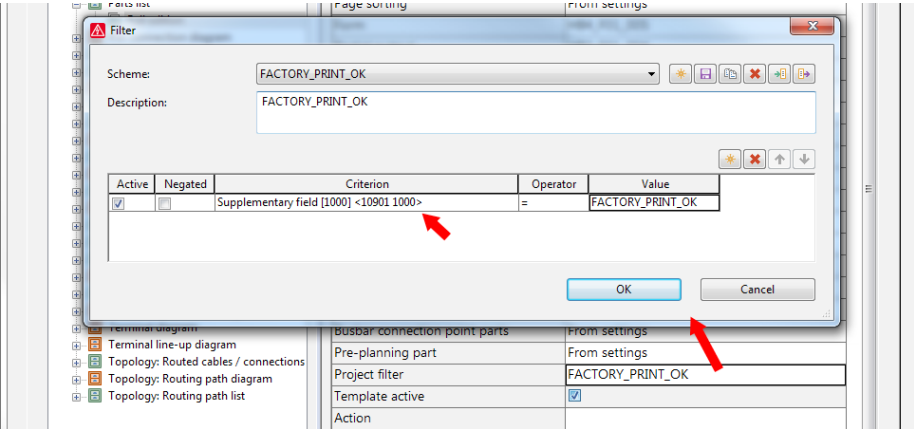 Parts list
Page sorting From settings
Filter
Scheme: FACTORY_PRINT_OK
Description: FACTORY_PRINT_OK
Active Negated Criterion Operator Value
Supplementary field [1000] <10901 1000> = FACTORY_PRINT_OK
OK Cancel
Terminal diagram
Busbar connection point parts From settings
Terminal line-up diagram
Pre-planning part From settings
Topology: Routed cables / connections
Project filter FACTORY_PRINT_OK
Topology: Routing path diagram
Topology: Routing path list
Template active
Action